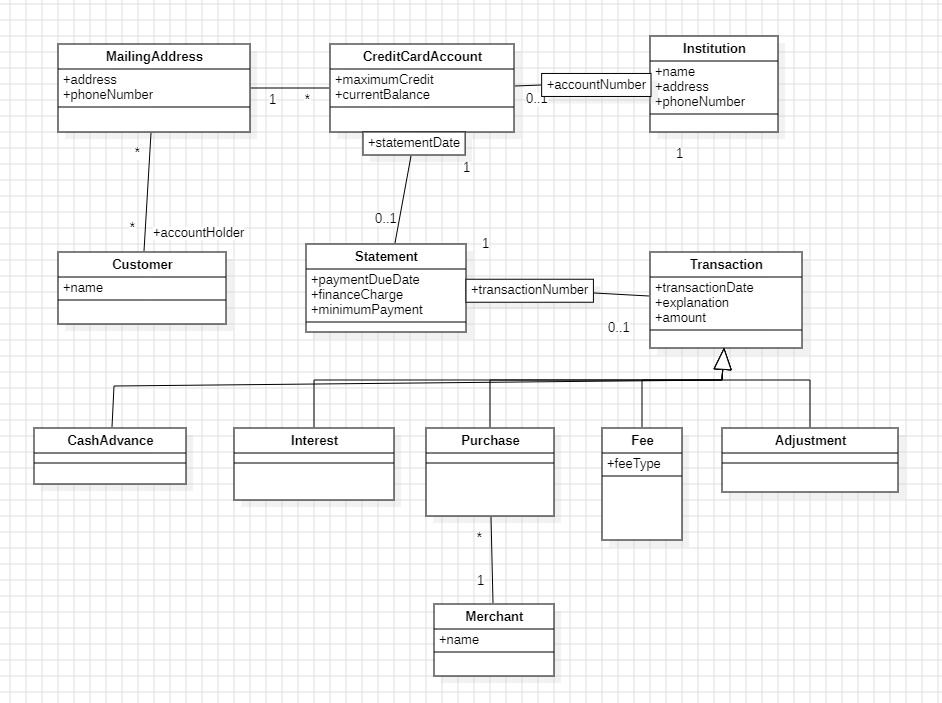 MailingAddress
+address
+phoneNumber
1
*
CreditCardAccount
+maximumCredit
+currentBalance
+statementDate
0..1
+accountNumber
Institution
+name
+address
+phoneNumber
1
1
*
*
+accountHolder
Customer
+name
0..1
1
Statement
+paymentDueDate
+financeCharge
+minimumPayment
+transactionNumber
0..1
Transaction
+transactionDate
+explanation
+amount
CashAdvance
Interest
Purchase
Fee
+feeType
Adjustment
*
1
Merchant
+name